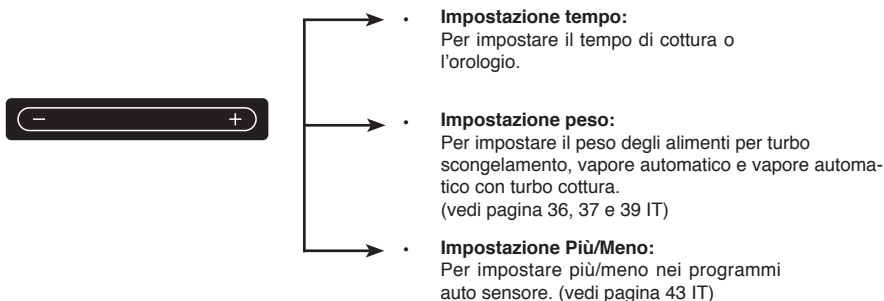 • Impostazione tempo:
Per impostare il tempo di cottura o
l'orologio.
− +
• Impostazione peso:
Per impostare il peso degli alimenti per turbo
scongelamento, vapore automatico e vapore automa-
tico con turbo cottura.
(vedi pagina 36, 37 e 39 IT)
• Impostazione Più/Meno:
Per impostare più/meno nei programmi
auto sensore. (vedi pagina 43 IT)